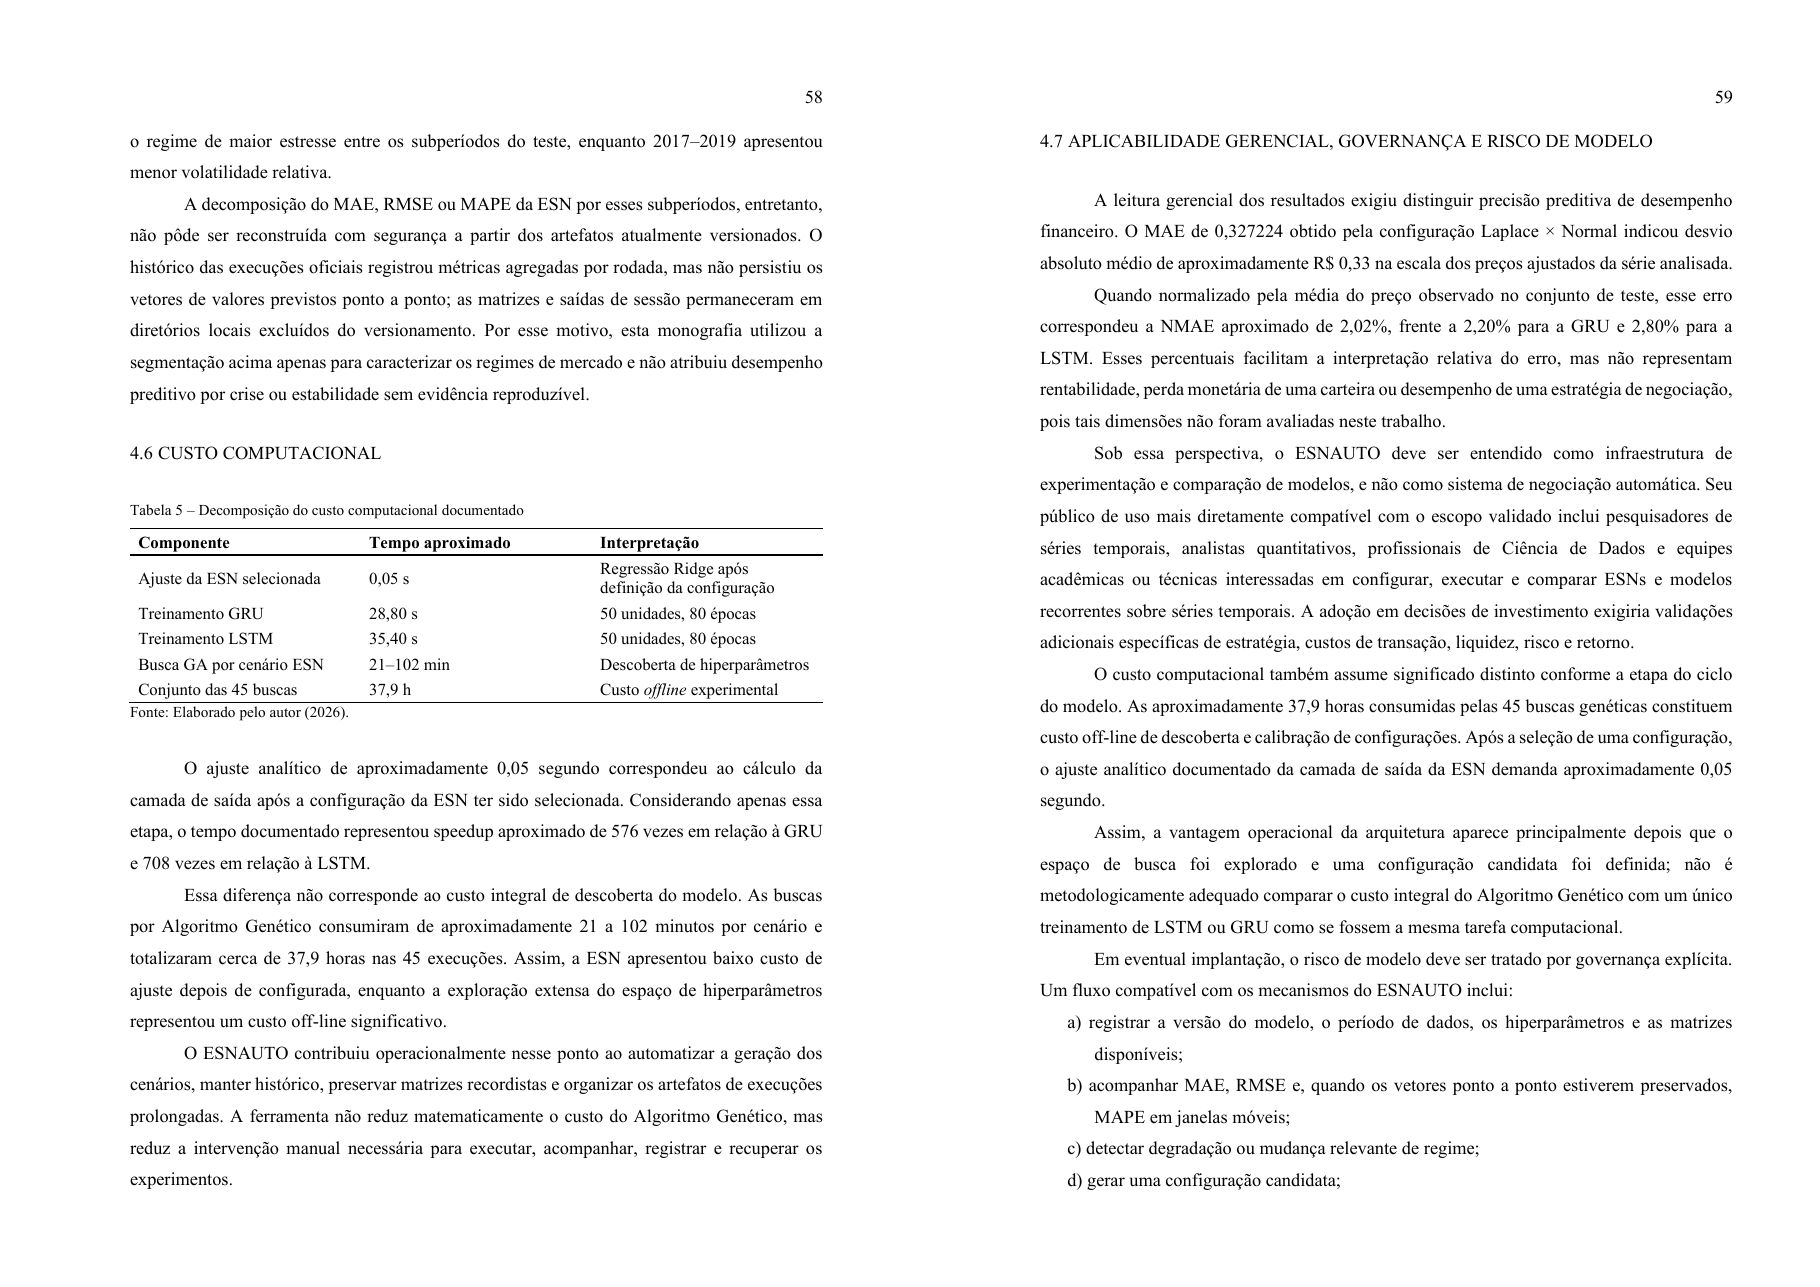 58
o regime de maior estresse entre os subperíodos do teste, enquanto 2017–2019 apresentou
menor volatilidade relativa.
A decomposição do MAE, RMSE ou MAPE da ESN por esses subperíodos, entretanto,
não pôde ser reconstruída com segurança a partir dos artefatos atualmente versionados. O
histórico das execuções oficiais registrou métricas agregadas por rodada, mas não persistiu os
vetores de valores previstos ponto a ponto; as matrizes e saídas de sessão permaneceram em
diretórios locais excluídos do versionamento. Por esse motivo, esta monografia utilizou a
segmentação acima apenas para caracterizar os regimes de mercado e não atribuiu desempenho
preditivo por crise ou estabilidade sem evidência reproduzível.
4.6 CUSTO COMPUTACIONAL
Tabela 5 – Decomposição do custo computacional documentado
Componente Tempo aproximado Interpretação
Ajuste da ESN selecionada 0,05 s Regressão Ridge após
definição da configuração
Treinamento GRU 28,80 s 50 unidades, 80 épocas
Treinamento LSTM 35,40 s 50 unidades, 80 épocas
Busca GA por cenário ESN 21–102 min Descoberta de hiperparâmetros
Conjunto das 45 buscas 37,9 h Custo offline experimental
Fonte: Elaborado pelo autor (2026).
O ajuste analítico de aproximadamente 0,05 segundo correspondeu ao cálculo da
camada de saída após a configuração da ESN ter sido selecionada. Considerando apenas essa
etapa, o tempo documentado representou speedup aproximado de 576 vezes em relação à GRU
e 708 vezes em relação à LSTM.
Essa diferença não corresponde ao custo integral de descoberta do modelo. As buscas
por Algoritmo Genético consumiram de aproximadamente 21 a 102 minutos por cenário e
totalizaram cerca de 37,9 horas nas 45 execuções. Assim, a ESN apresentou baixo custo de
ajuste depois de configurada, enquanto a exploração extensa do espaço de hiperparâmetros
representou um custo off-line significativo.
O ESNAUTO contribuiu operacionalmente nesse ponto ao automatizar a geração dos
cenários, manter histórico, preservar matrizes recordistas e organizar os artefatos de execuções
prolongadas. A ferramenta não reduz matematicamente o custo do Algoritmo Genético, mas
reduz a intervenção manual necessária para executar, acompanhar, registrar e recuperar os
experimentos.
59
4.7 APLICABILIDADE GERENCIAL, GOVERNANÇA E RISCO DE MODELO
A leitura gerencial dos resultados exigiu distinguir precisão preditiva de desempenho
financeiro. O MAE de 0,327224 obtido pela configuração Laplace × Normal indicou desvio
absoluto médio de aproximadamente R$ 0,33 na escala dos preços ajustados da série analisada.
Quando normalizado pela média do preço observado no conjunto de teste, esse erro
correspondeu a NMAE aproximado de 2,02%, frente a 2,20% para a GRU e 2,80% para a
LSTM. Esses percentuais facilitam a interpretação relativa do erro, mas não representam
rentabilidade, perda monetária de uma carteira ou desempenho de uma estratégia de negociação,
pois tais dimensões não foram avaliadas neste trabalho.
Sob essa perspectiva, o ESNAUTO deve ser entendido como infraestrutura de
experimentação e comparação de modelos, e não como sistema de negociação automática. Seu
público de uso mais diretamente compatível com o escopo validado inclui pesquisadores de
séries temporais, analistas quantitativos, profissionais de Ciência de Dados e equipes
acadêmicas ou técnicas interessadas em configurar, executar e comparar ESNs e modelos
recorrentes sobre séries temporais. A adoção em decisões de investimento exigiria validações
adicionais específicas de estratégia, custos de transação, liquidez, risco e retorno.
O custo computacional também assume significado distinto conforme a etapa do ciclo
do modelo. As aproximadamente 37,9 horas consumidas pelas 45 buscas genéticas constituem
custo off-line de descoberta e calibração de configurações. Após a seleção de uma configuração,
o ajuste analítico documentado da camada de saída da ESN demanda aproximadamente 0,05
segundo.
Assim, a vantagem operacional da arquitetura aparece principalmente depois que o
espaço de busca foi explorado e uma configuração candidata foi definida; não é
metodologicamente adequado comparar o custo integral do Algoritmo Genético com um único
treinamento de LSTM ou GRU como se fossem a mesma tarefa computacional.
Em eventual implantação, o risco de modelo deve ser tratado por governança explícita.
Um fluxo compatível com os mecanismos do ESNAUTO inclui:
a) registrar a versão do modelo, o período de dados, os hiperparâmetros e as matrizes
disponíveis;
b) acompanhar MAE, RMSE e, quando os vetores ponto a ponto estiverem preservados,
MAPE em janelas móveis;
c) detectar degradação ou mudança relevante de regime;
d) gerar uma configuração candidata;